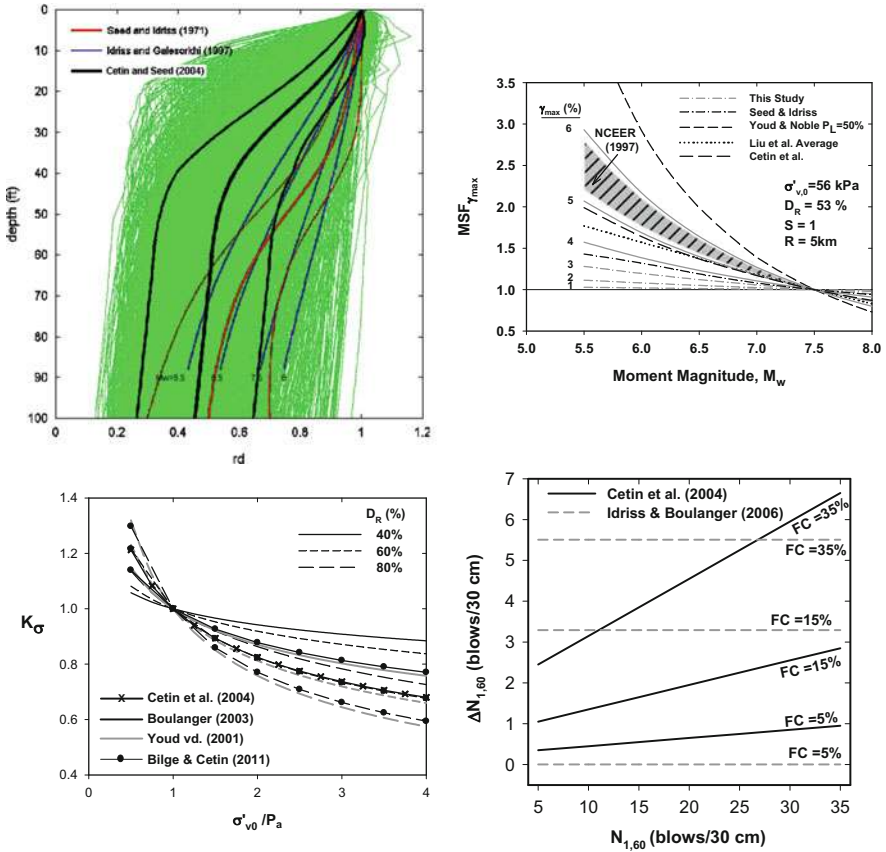 Seed and Idriss (1971)
Idriss and Golesorkhi (1997)
Cetin and Seed (2004)
0
10
20
30
40
50
60
70
80
90
100
depth (ft)
6.5
7.5
8
0
0.2
0.4
0.6
0.8
1
1.2
rd
3.5
3.0
2.5
2.0
1.5
1.0
0.5
MSFγmax
γmax (%)
6
5
4
3
2
1
NCEER
(1997)
This Study
Seed & Idriss
Youd & Noble PL=50%
Liu et al. Average
Cetin et al.
σ'v,0=56 kPa
DR = 53 %
S = 1
R = 5km
5.0
5.5
6.0
6.5
7.0
7.5
8.0
Moment Magnitude, Mw
1.4
1.2
1.0
0.8
0.6
0.4
Kσ
DR (%)
40%
60%
80%
Cetin et al. (2004)
Boulanger (2003)
Youd vd. (2001)
Bilge & Cetin (2011)
0
1
2
3
4
σ'v0 /Pa
7
6
5
4
3
2
1
0
ΔN1,60 (blows/30 cm)
Cetin et al. (2004)
Idriss & Boulanger (2006)
FC =35%
FC =35%
FC =15%
FC =15%
FC =5%
FC =5%
5
10
15
20
25
30
35
N1,60 (blows/30 cm)